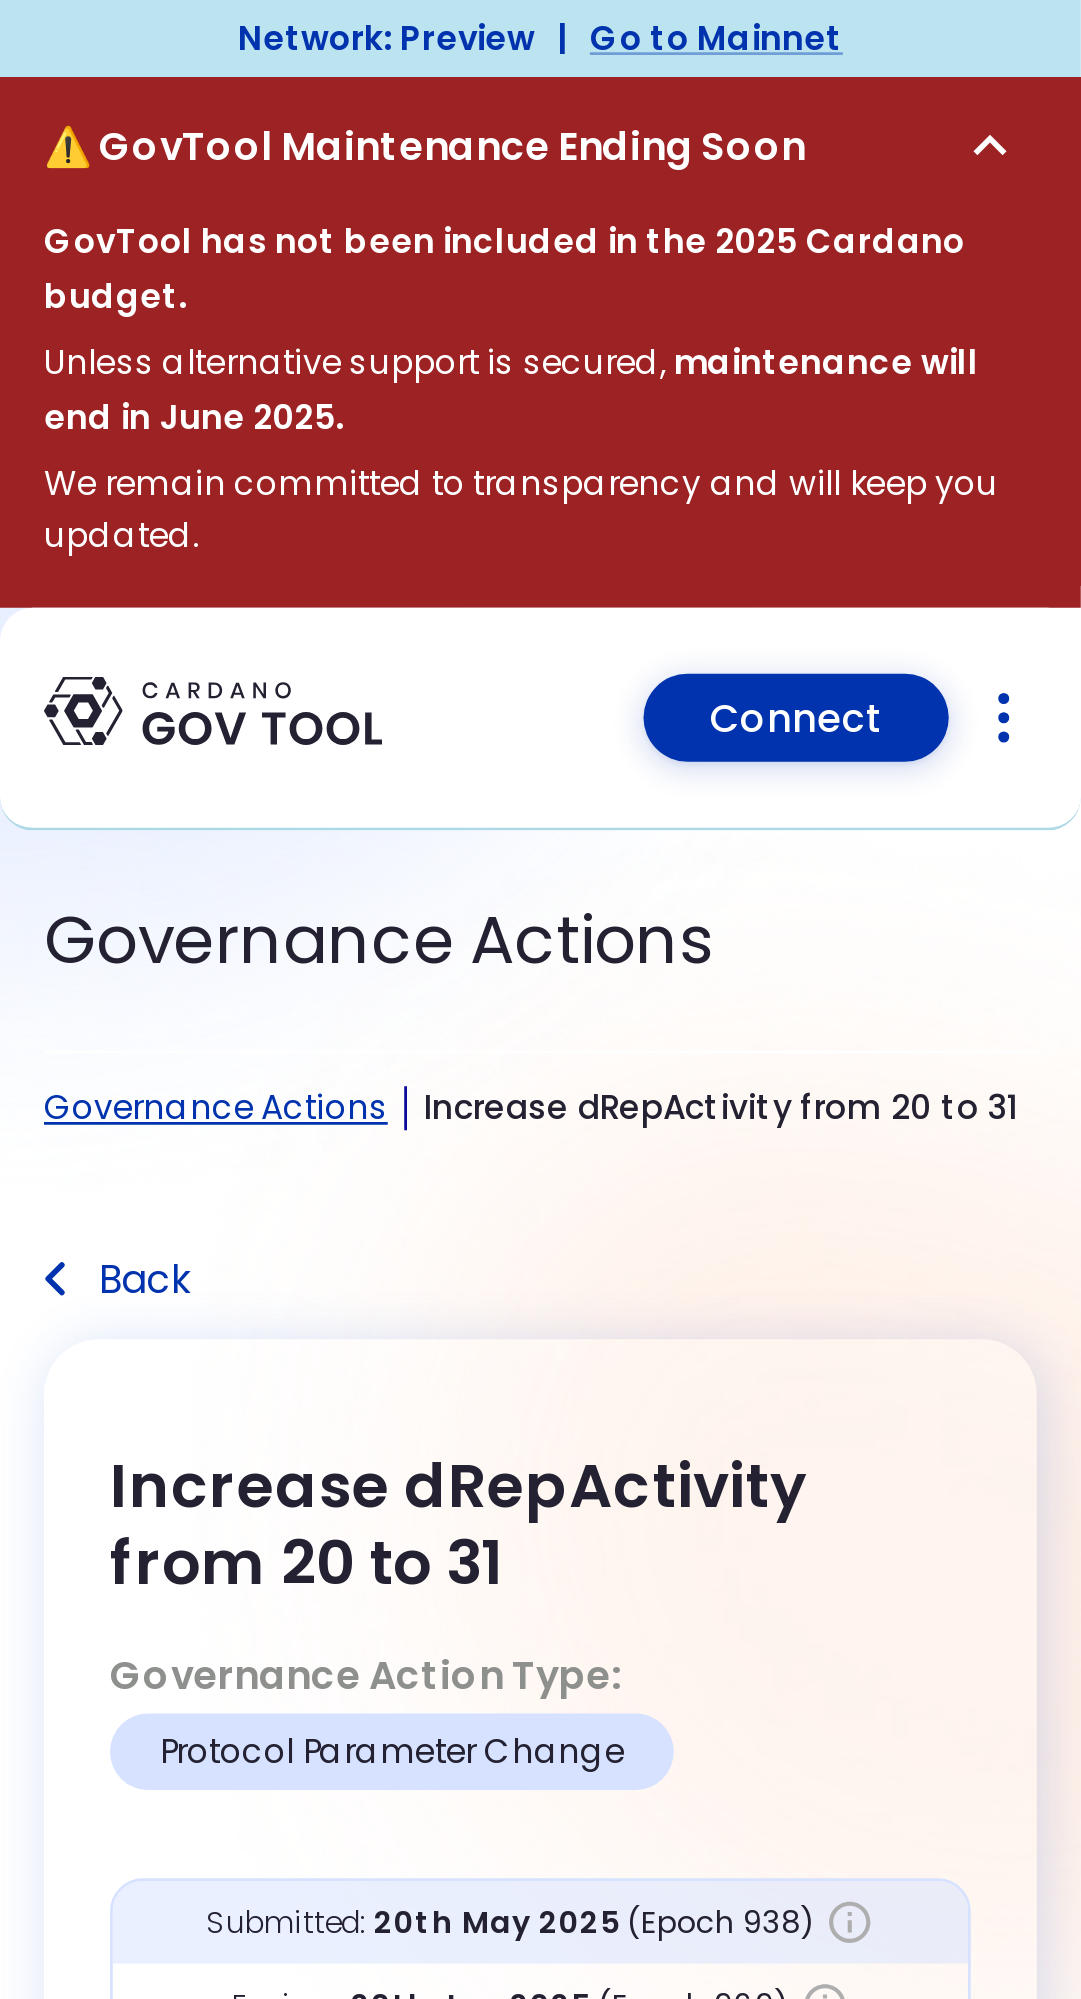 Network: Preview | Go to Mainnet
⚠️ GovTool Maintenance Ending Soon
GovTool has not been included in the 2025 Cardano
budget.
Unless alternative support is secured, maintenance will
end in June 2025.
We remain committed to transparency and will keep you
updated.
CARDANO
GOV TOOL
Connect
Governance Actions
Governance Actions | Increase dRepActivity from 20 to 31
Back
Increase dRepActivity
from 20 to 31
Governance Action Type:
Protocol Parameter Change
Submitted: 20th May 2025 (Epoch 938)